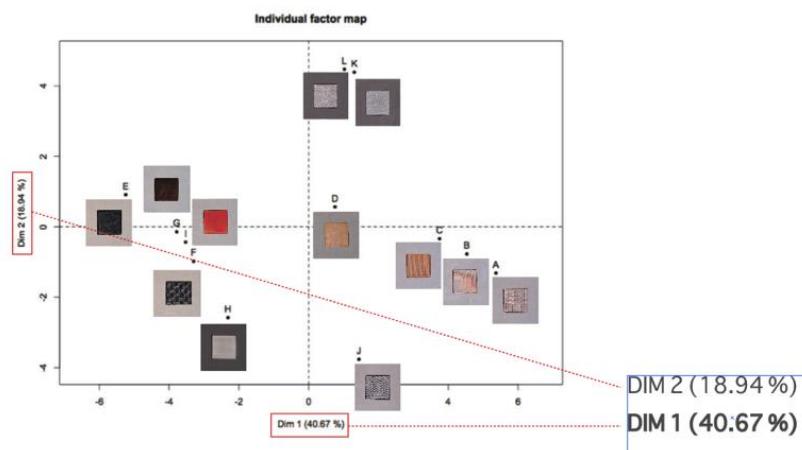 Individual factor map
L K
4
2
E
D
Dim 2 (18.94 %)
0
G
I
C
F
B
A
-2
H
J
-4
-6 -4 -2 0 2 4 6
Dim 1 (40.67 %)
DIM 2 (18.94 %)
DIM 1 (40.67 %)